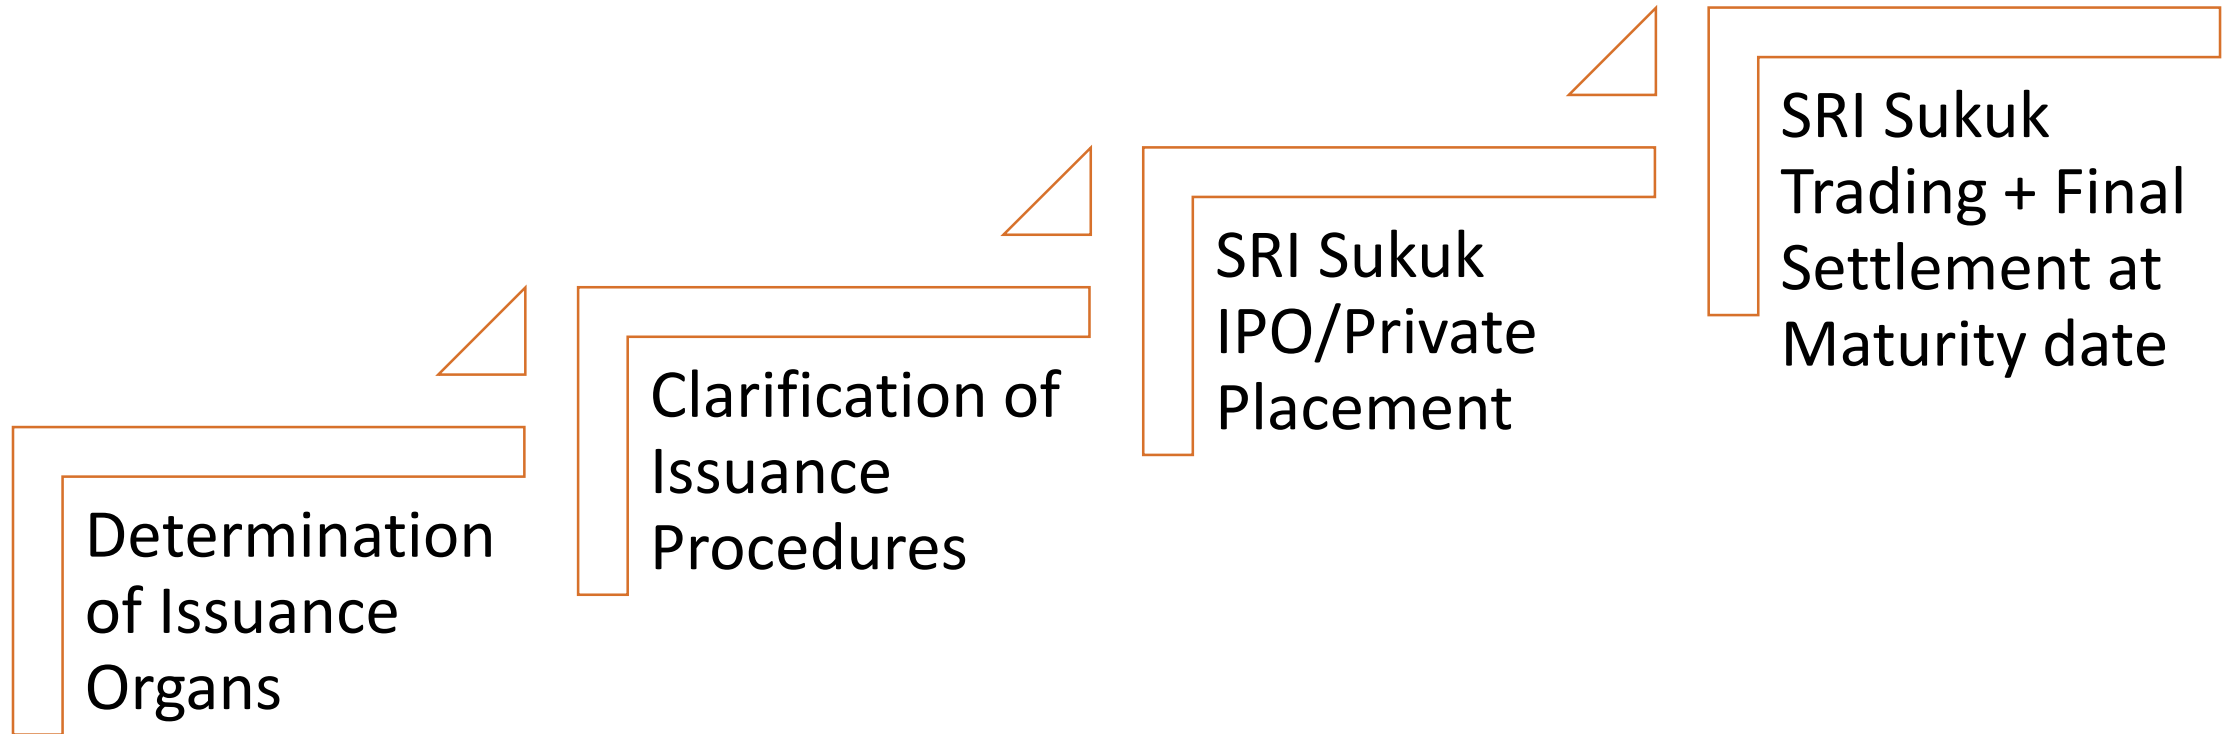 Determination
of Issuance
Organs
Clarification of
Issuance
Procedures
SRI Sukuk
IPO/Private
Placement
SRI Sukuk
Trading + Final
Settlement at
Maturity date